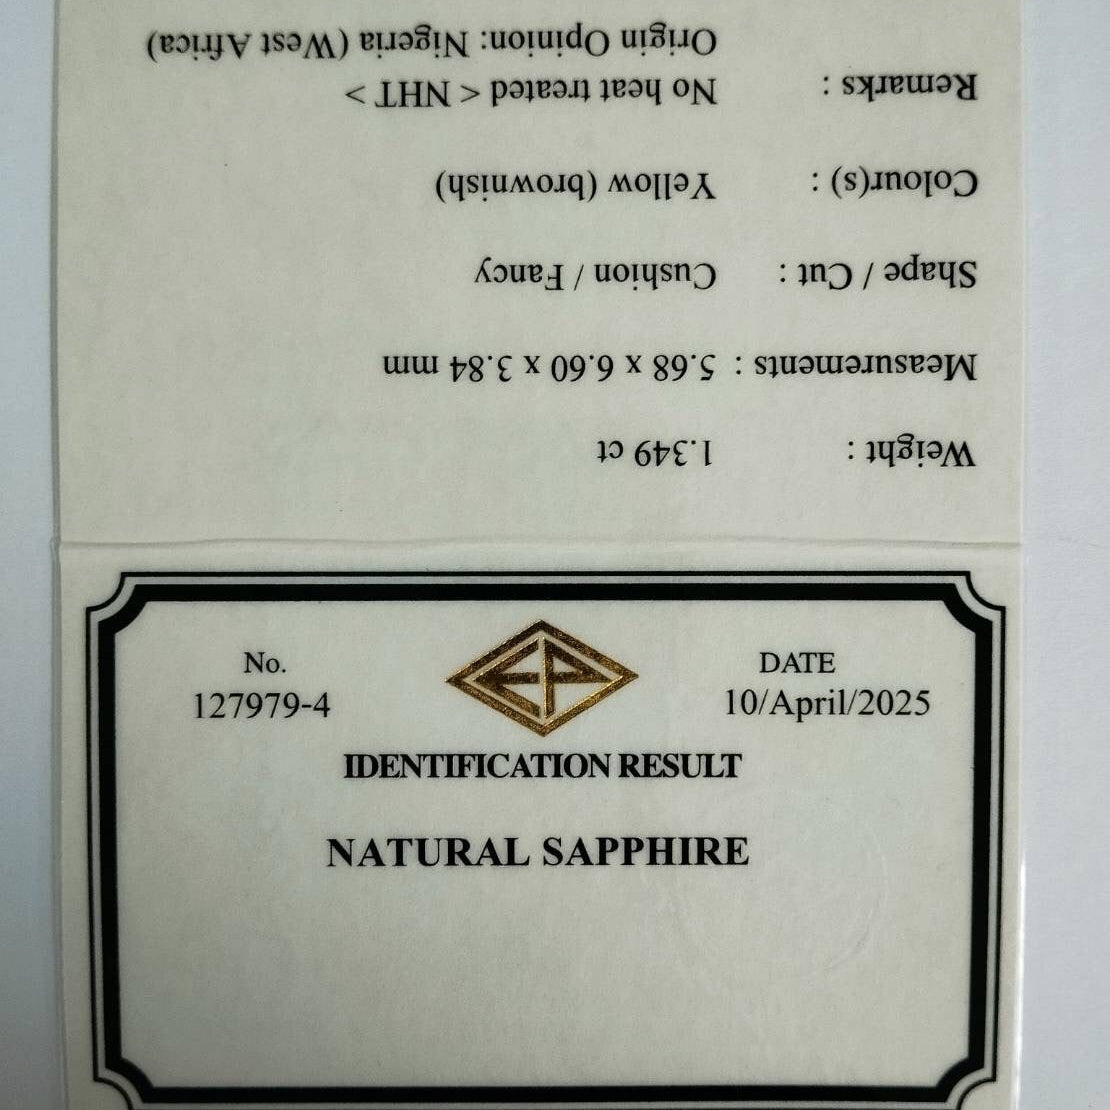 No.
127979-4
DATE
10/April/2025
IDENTIFICATION RESULT
NATURAL SAPPHIRE
Weight : 1.349 ct
Measurements : 5.68 x 6.60 x 3.84 mm
Shape / Cut : Cushion / Fancy
Colour(s) : Yellow (brownish)
Remarks : No heat treated < NHT >
Origin Opinion: Nigeria (West Africa)